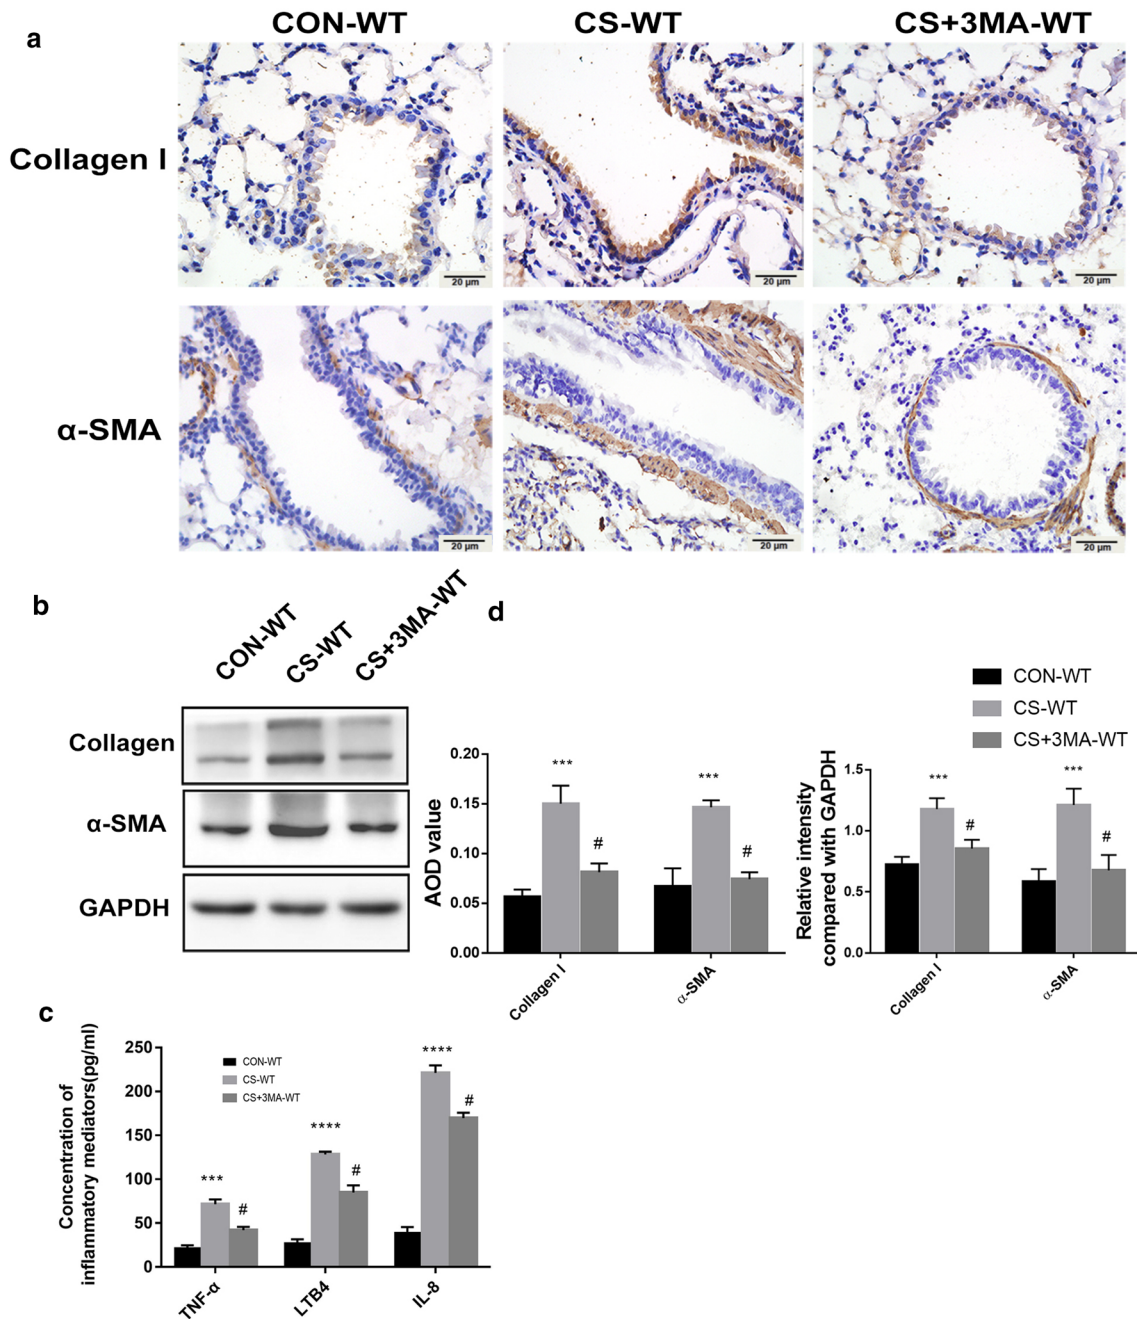 a
CON-WT CS-WT CS+3MA-WT
Collagen I
20 μm 20 μm 20 μm
α-SMA
20 μm 20 μm 20 μm
b
CON-WT CS-WT CS+3MA-WT
Collagen
α-SMA
GAPDH
d
CON-WT
CS-WT
CS+3MA-WT
AOD value
0.20
0.15
0.10
0.05
0.00
*** ***
# #
Collagen I α-SMA
Relative intensity
compared with GAPDH
1.5
1.0
0.5
0.0
*** ***
# #
Collagen I α-SMA
c
Concentration of
inflammatory mediators(pg/ml)
250
200
150
100
50
0
CON-WT
CS-WT
CS+3MA-WT
*** **** ****
# # #
TNF-α LTB4 IL-8